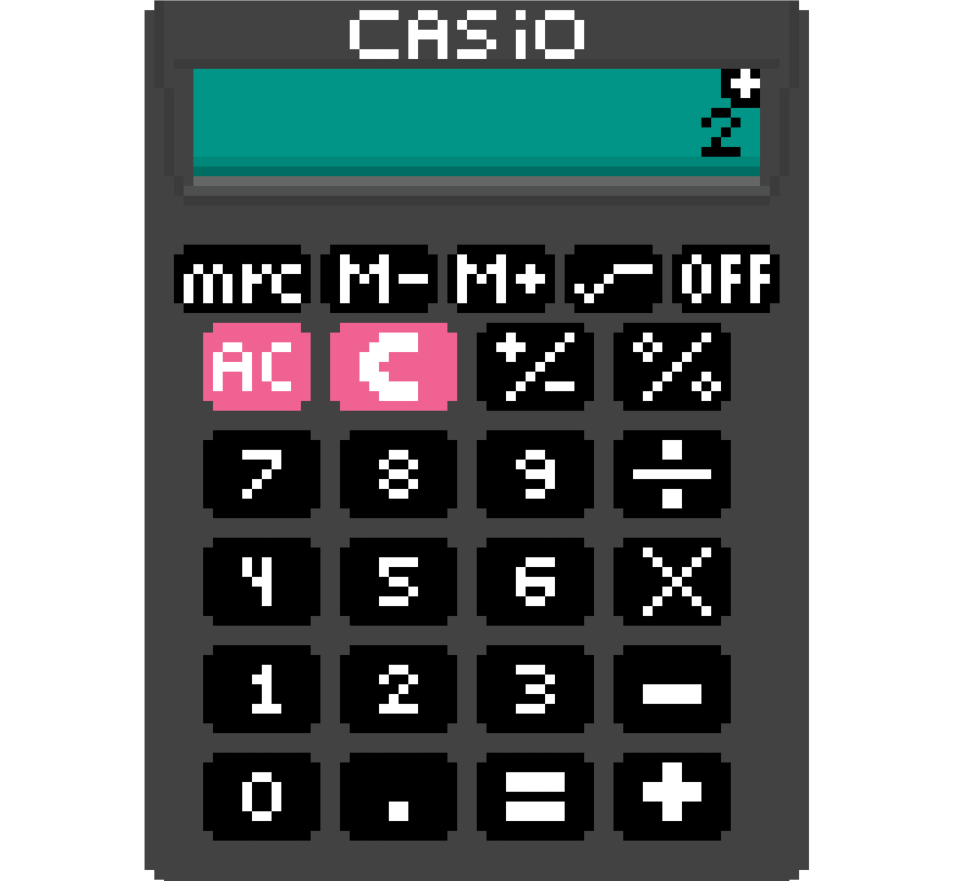 CASiO
+
2
mrc M- M+ √ OFF
AC C +/- %
7 8 9 ÷
4 5 6 X
1 2 3 -
0 . = +